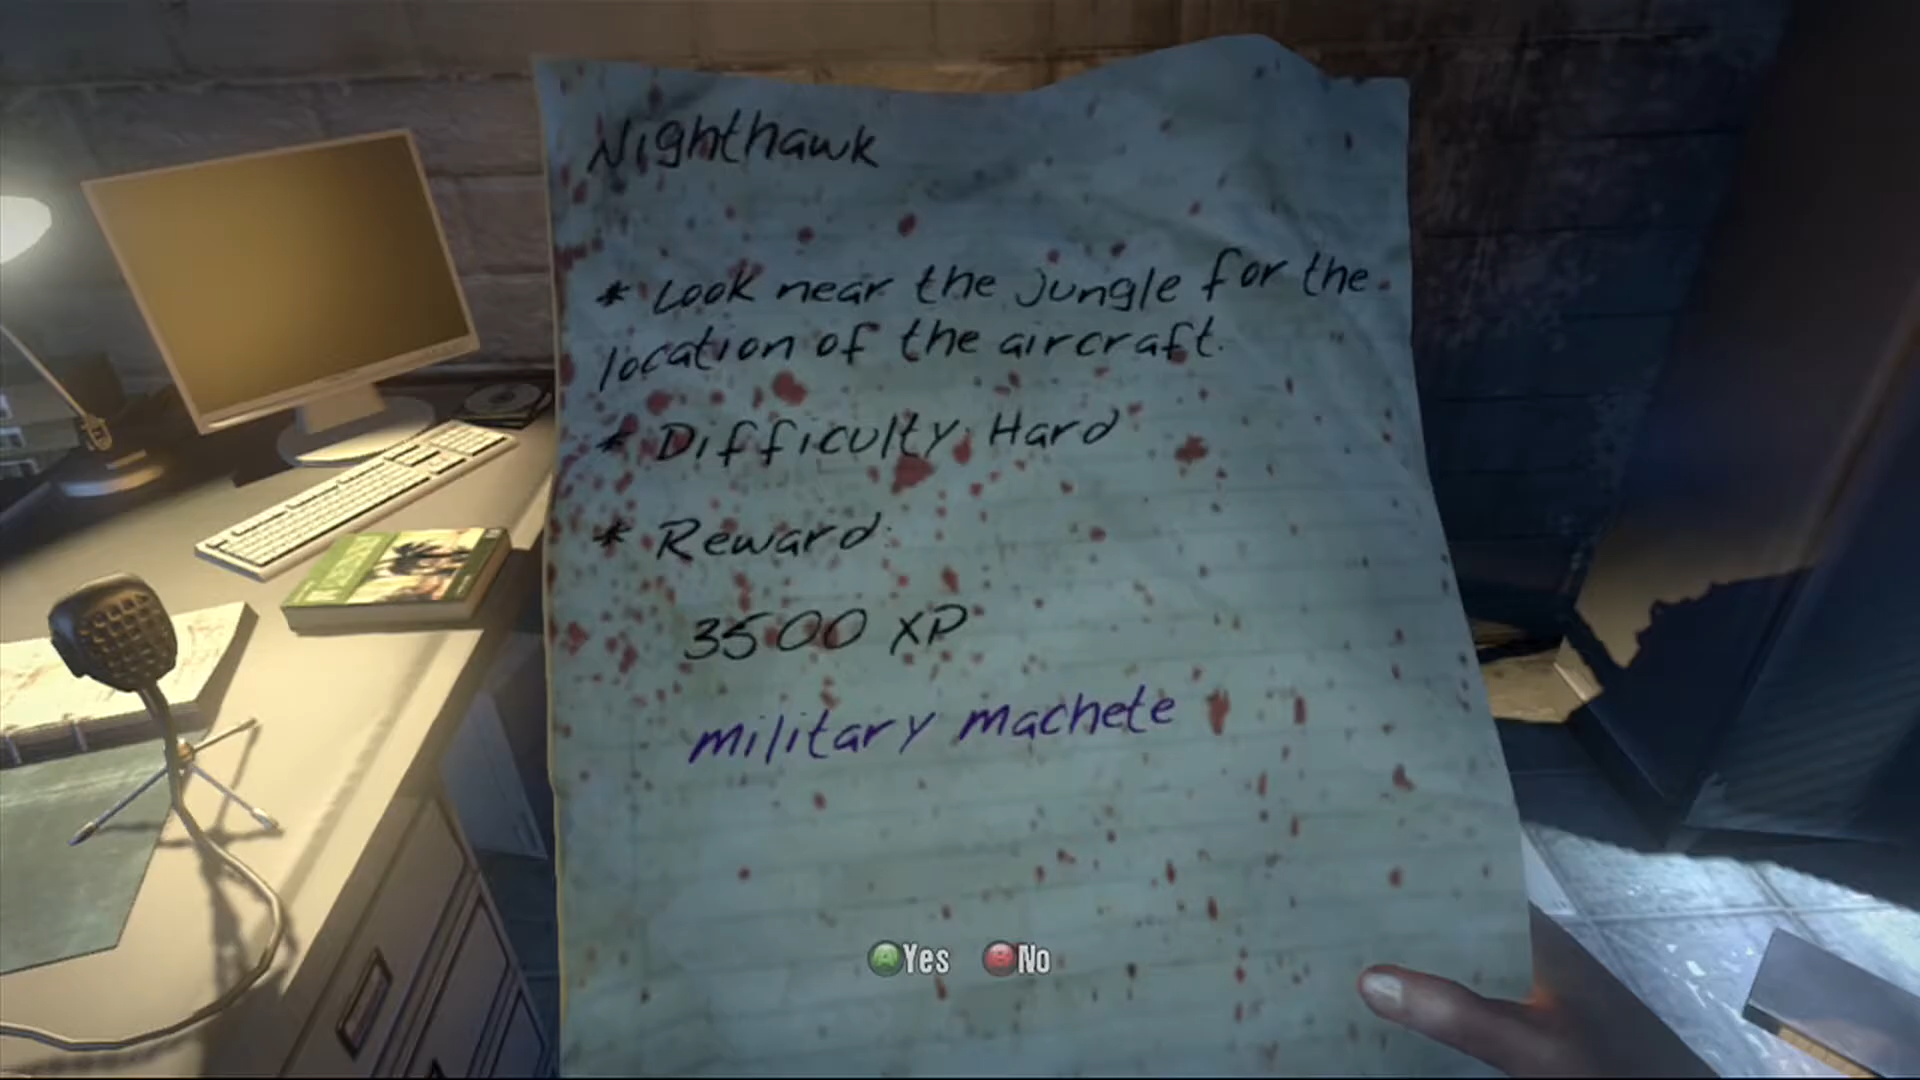 Nighthawk
* Look near the jungle for the
location of the aircraft.
* Difficulty: Hard
* Reward:
3500 XP
military machete
Yes No